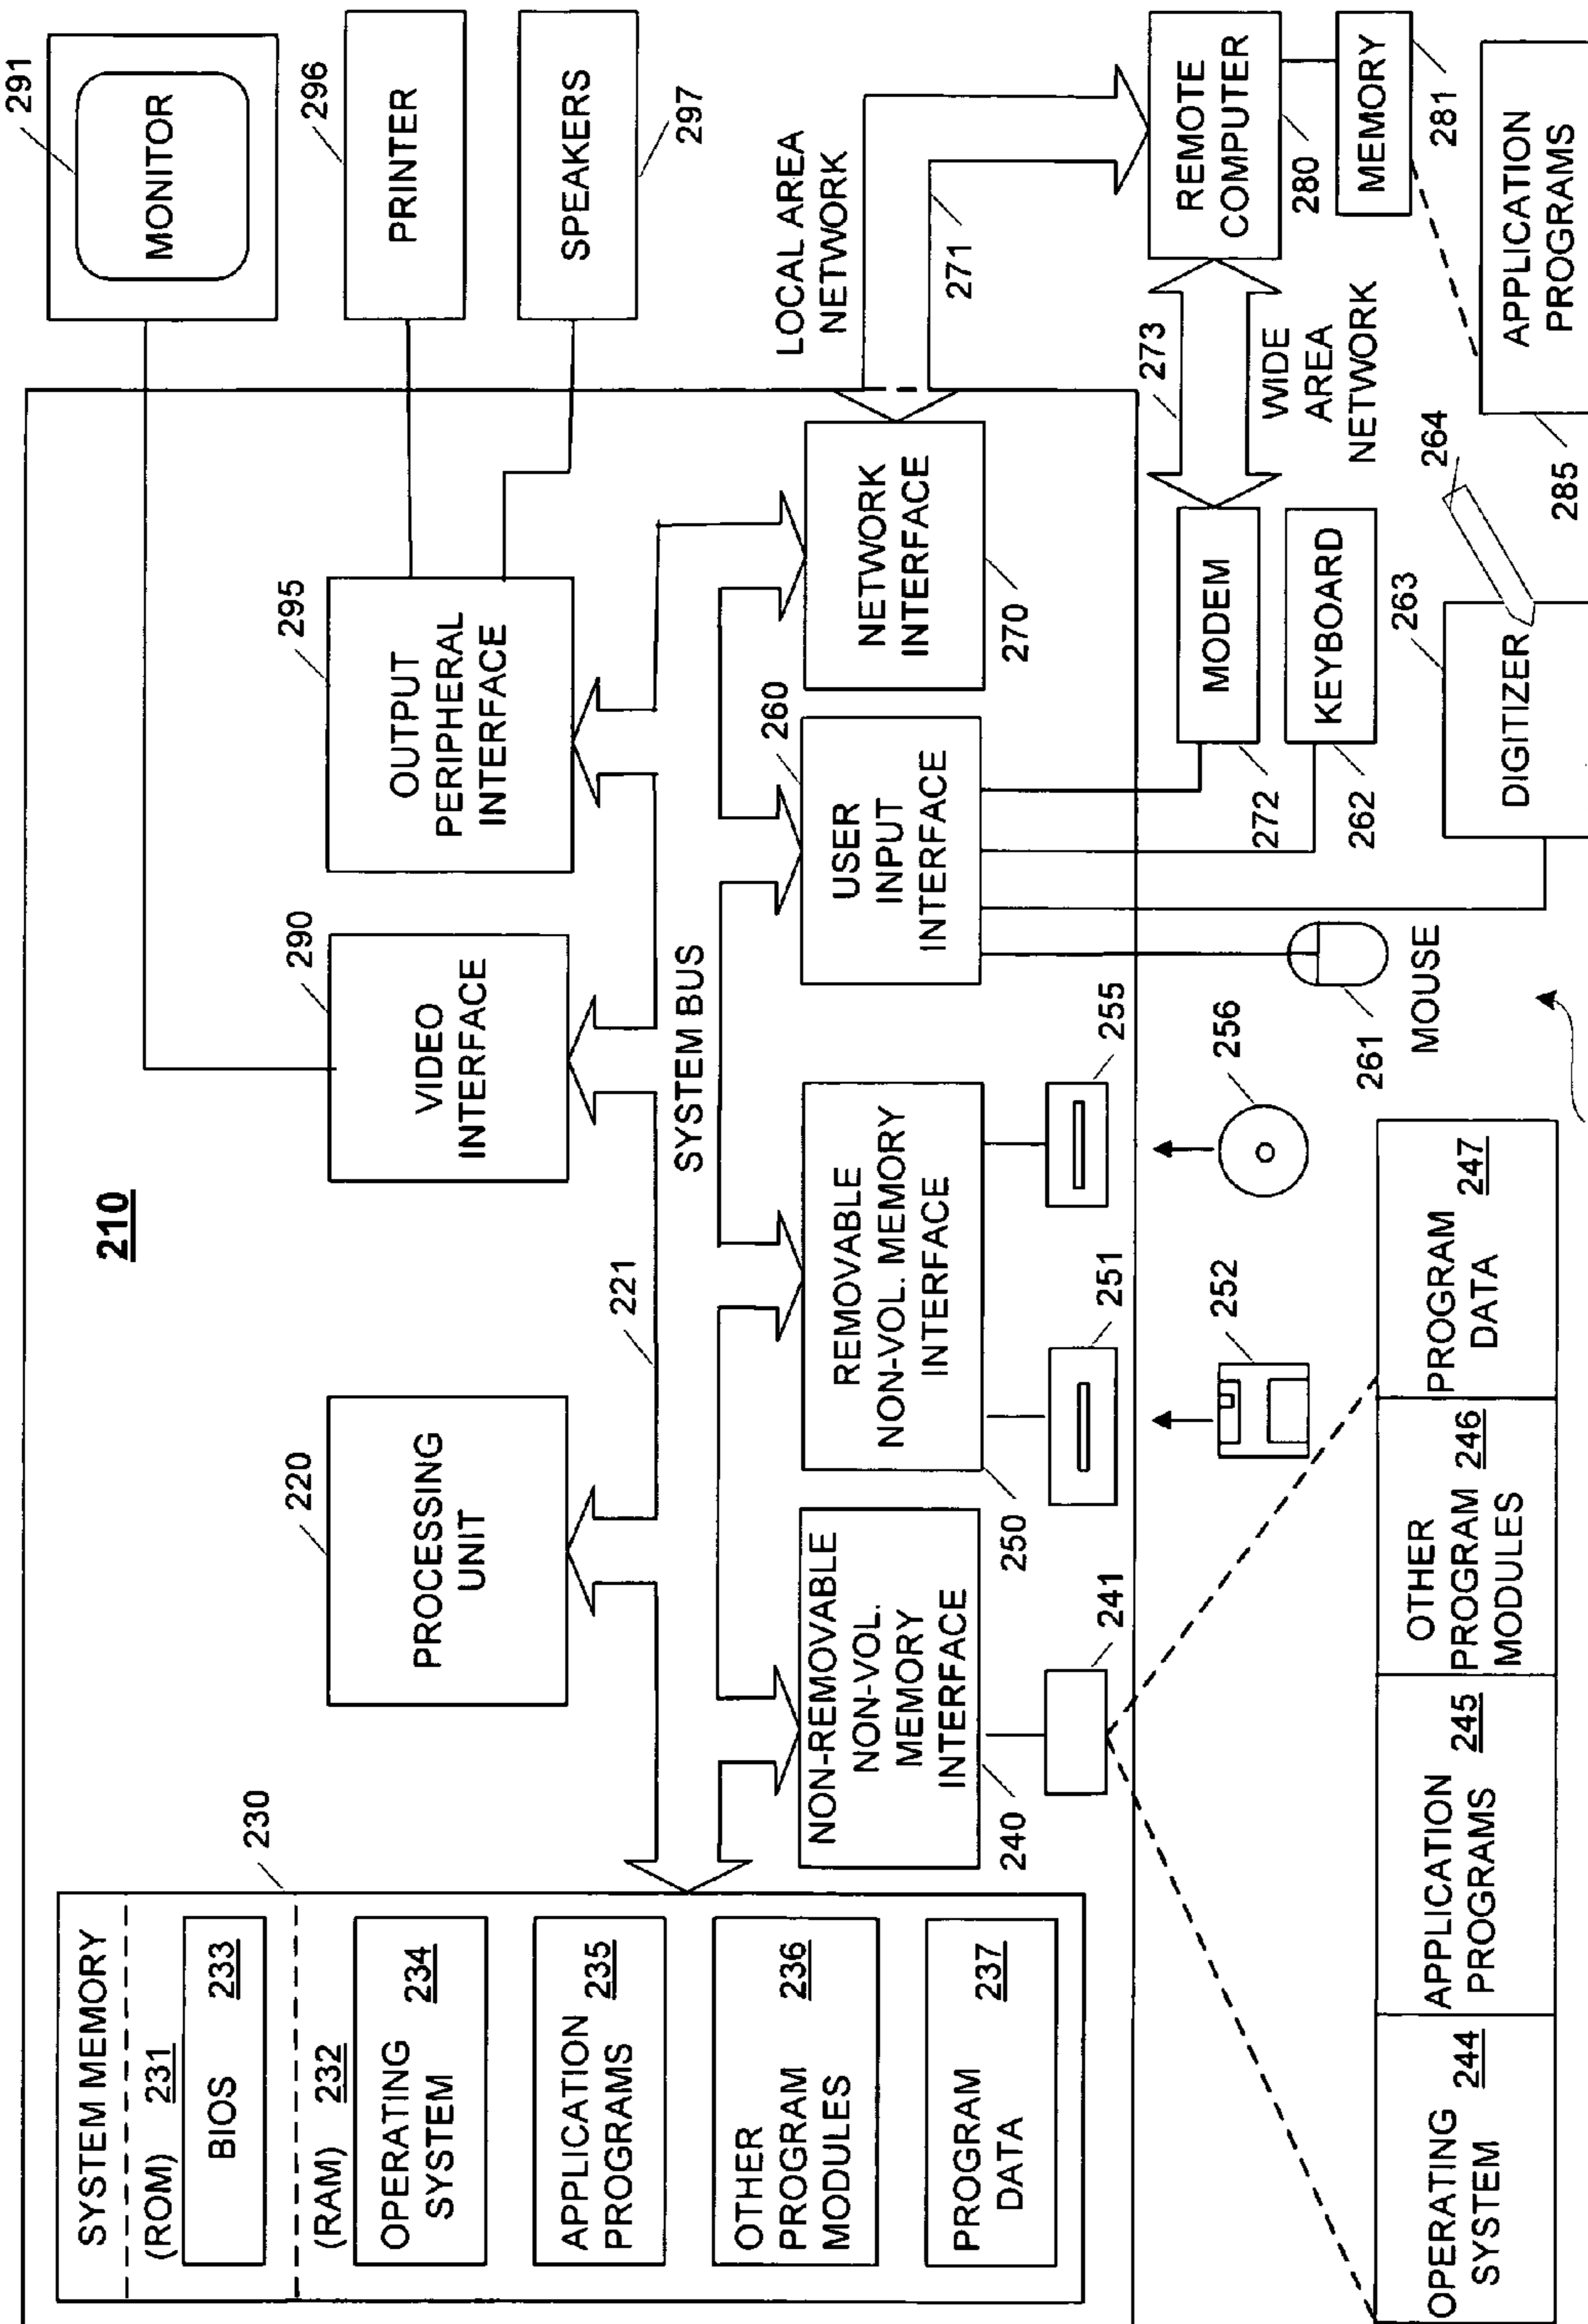 210
SYSTEM MEMORY
(ROM) 231
BIOS 233
(RAM) 232
OPERATING
SYSTEM 234
APPLICATION
PROGRAMS 235
OTHER
PROGRAM
MODULES 236
PROGRAM
DATA 237
230
220
PROCESSING
UNIT
221
290
VIDEO
INTERFACE
295
OUTPUT
PERIPHERAL
INTERFACE
291
MONITOR
296
PRINTER
SPEAKERS
297
SYSTEM BUS
NON-REMOVABLE
NON-VOL.
MEMORY
INTERFACE
240
REMOVABLE
NON-VOL. MEMORY
INTERFACE
250
260
USER
INPUT
INTERFACE
NETWORK
INTERFACE
270
LOCAL AREA
NETWORK
271
241
251
255
252
256
261
MOUSE
MODEM
272
KEYBOARD
262
263
DIGITIZER
264
273
WIDE
AREA
NETWORK
REMOTE
COMPUTER
280
MEMORY
281
APPLICATION
PROGRAMS
285
OPERATING
SYSTEM 244
APPLICATION
PROGRAMS 245
OTHER
PROGRAM 246
MODULES
PROGRAM
DATA 247